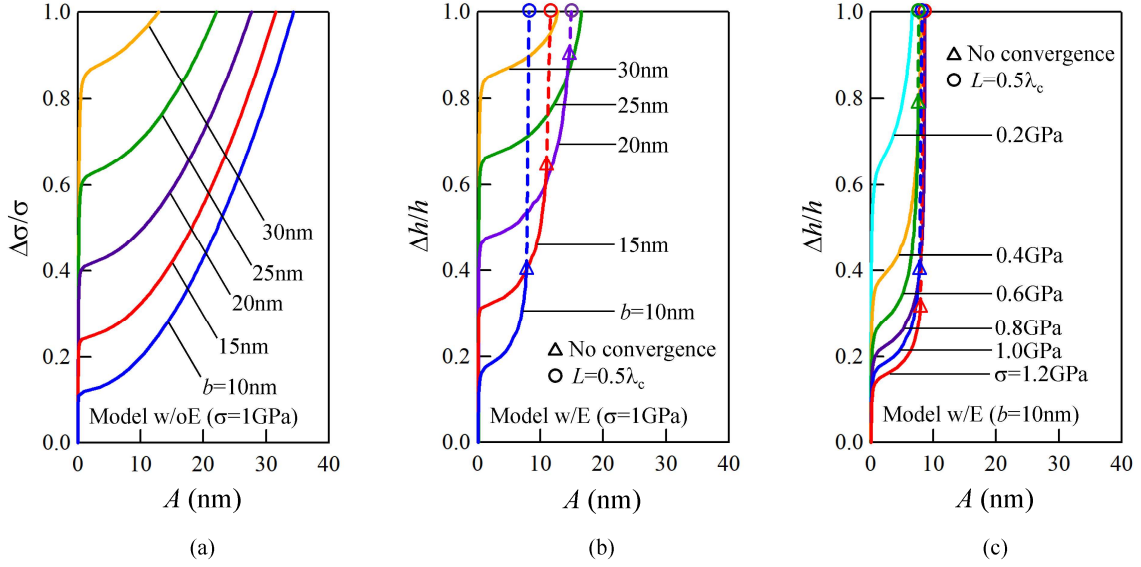 Δσ/σ
1.0
0.8
0.6
0.4
0.2
0.0
30nm
25nm
20nm
15nm
b=10nm
Model w/oE (σ=1GPa)
0 10 20 30 40
A (nm)
(a)
Δh/h
1.0
0.8
0.6
0.4
0.2
0.0
30nm
25nm
20nm
15nm
b=10nm
No convergence
L=0.5λc
Model w/E (σ=1GPa)
0 10 20 30 40
A (nm)
(b)
Δh/h
1.0
0.8
0.6
0.4
0.2
0.0
No convergence
L=0.5λc
0.2GPa
0.4GPa
0.6GPa
0.8GPa
1.0GPa
σ=1.2GPa
Model w/E (b=10nm)
0 10 20 30 40
A (nm)
(c)